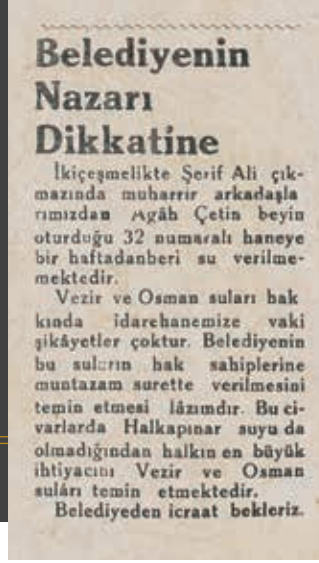 Belediyenin
Nazarı
Dikkatine
İkiçeşmelikte Şerif Ali çık-
mazında muharrir arkadaşla
rımızdan Agâh Çetin beyin
oturduğu 32 numaralı haneye
bir haftadanberi su verilme-
mektedir.
Vezir ve Osman suları hak
kında idarehanemize vaki
şikâyetler çoktur. Belediyenin
bu suların hak sahiplerine
muntazam surette verilmesini
temin etmesi lâzımdır. Bu ci-
varlarda Halkapınar suyu da
olmadığından halkın en büyük
ihtiyacını Vezir ve Osman
suları temin etmektedir.
Belediyeden icraat bekleriz.